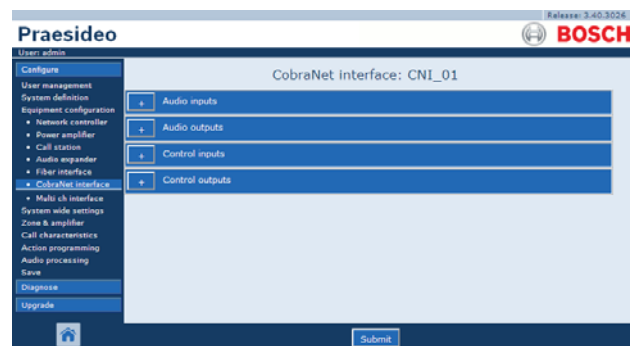 Release: 3.40.3026
Praesideo
BOSCH
User: admin
Configure
User management
System definition
Equipment configuration
• Network controller
• Power amplifier
• Call station
• Audio expander
• Fiber interface
• CobraNet interface
• Multi ch interface
System wide settings
Zone & amplifier
Call characteristics
Action programming
Audio processing
Save
Diagnose
Upgrade
CobraNet interface: CNI_01
+ Audio inputs
+ Audio outputs
+ Control inputs
+ Control outputs
Submit